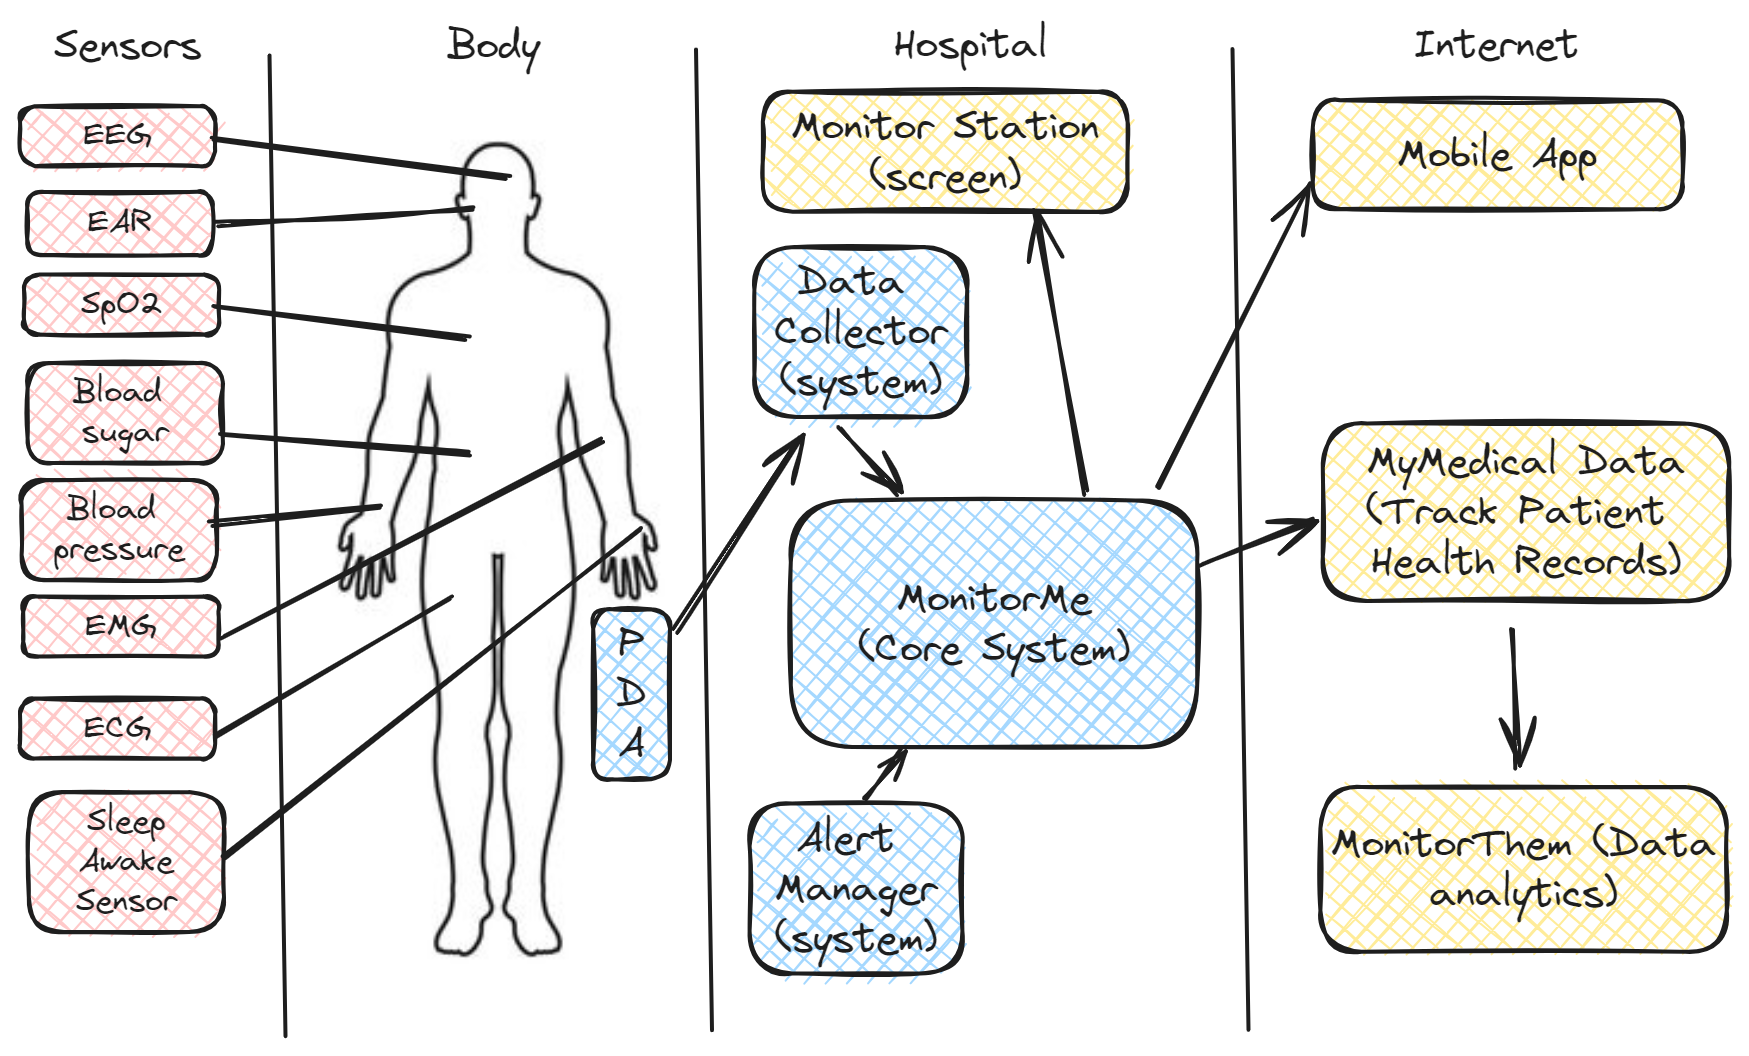 Sensors
Body
Hospital
Internet
EEG
EAR
SpO2
Bload
sugar
Bload
pressure
EMG
ECG
Sleep
Awake
Sensor
P
D
A
Monitor Station
(screen)
Data
Collector
(system)
MonitorMe
(Core System)
Alert
Manager
(system)
Mobile App
MyMedical Data
(Track Patient
Health Records)
MonitorThem (Data
analytics)